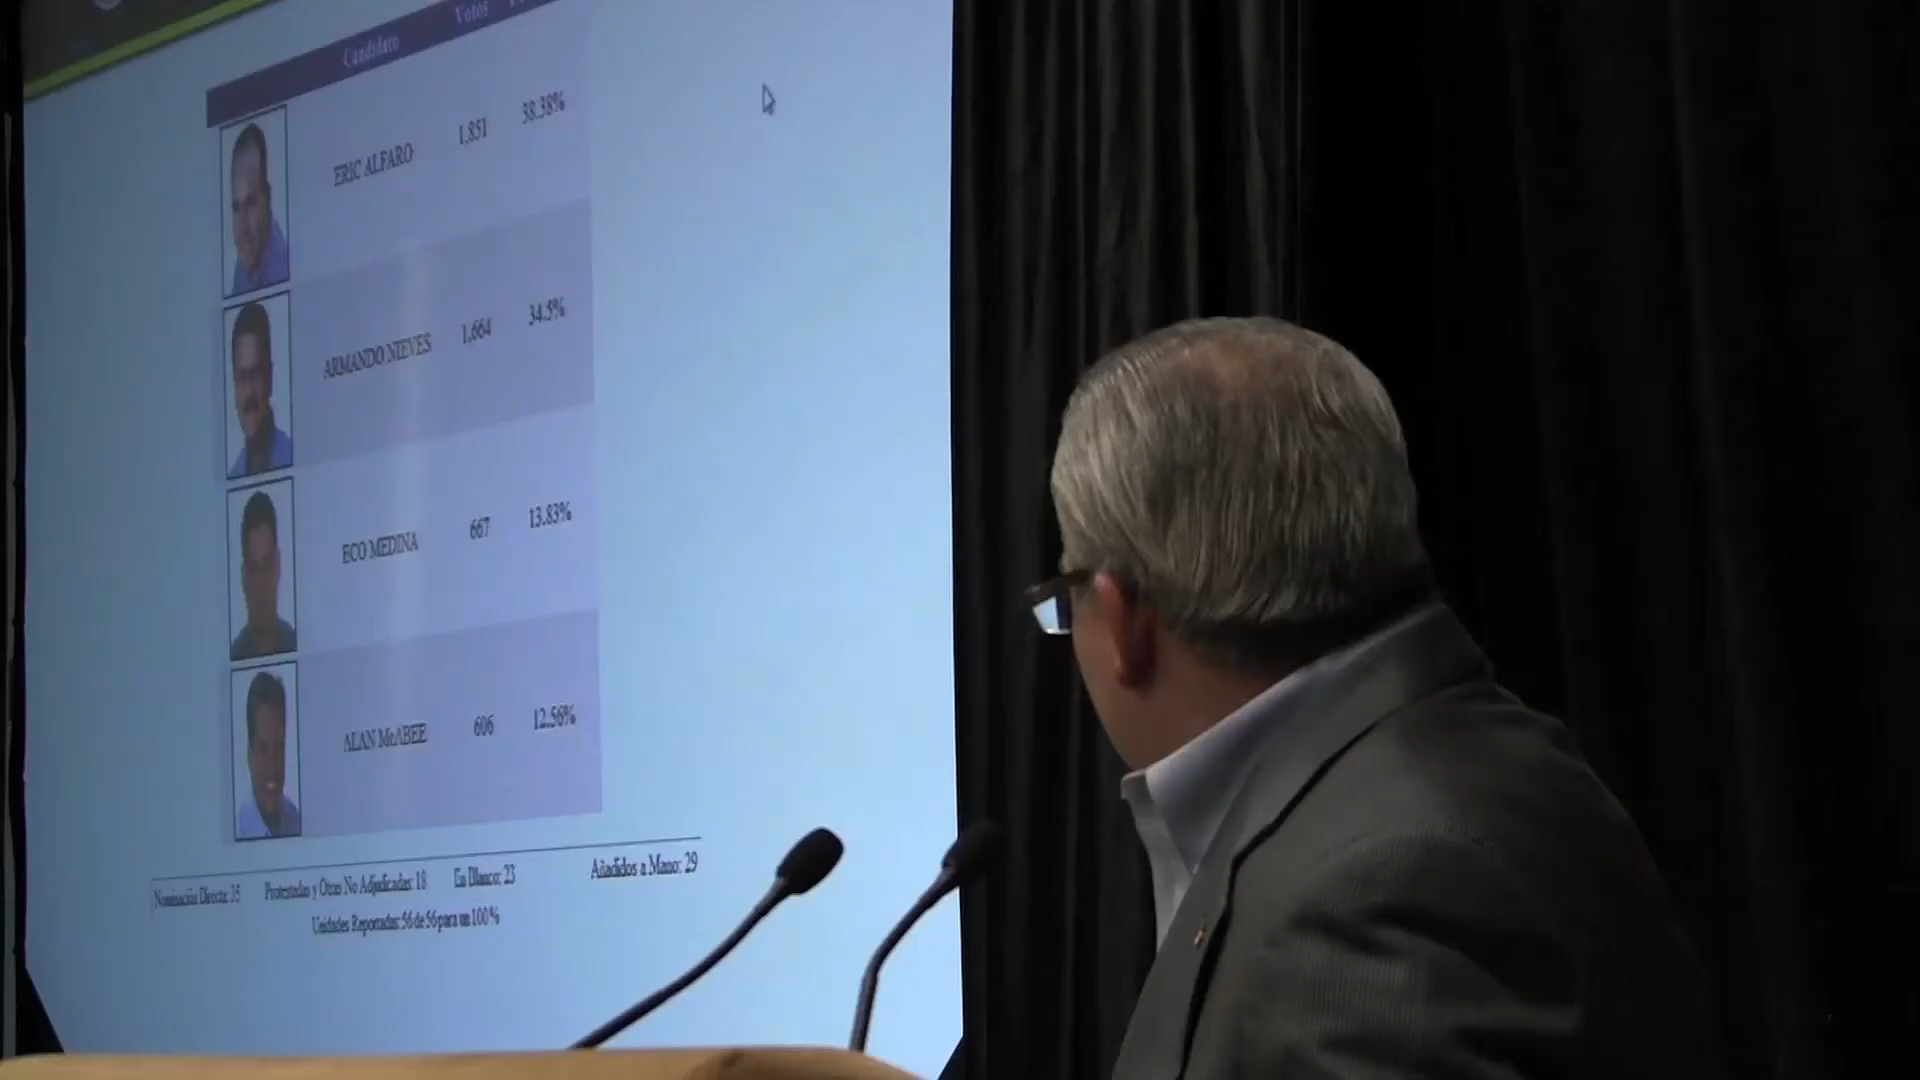 Candidato Votos
ERIC ALFARO 1,851 38.38%
ARMANDO NIEVES 1,664 34.5%
ECO MEDINA 667 13.83%
ALAN McABEE 606 12.56%
Nominación Directa: 35 Protestadas y Otras No Adjudicadas: 18 En Blanco: 23 Añadidos a Mano: 29
Unidades Reportadas: 56 de 56 para un 100%